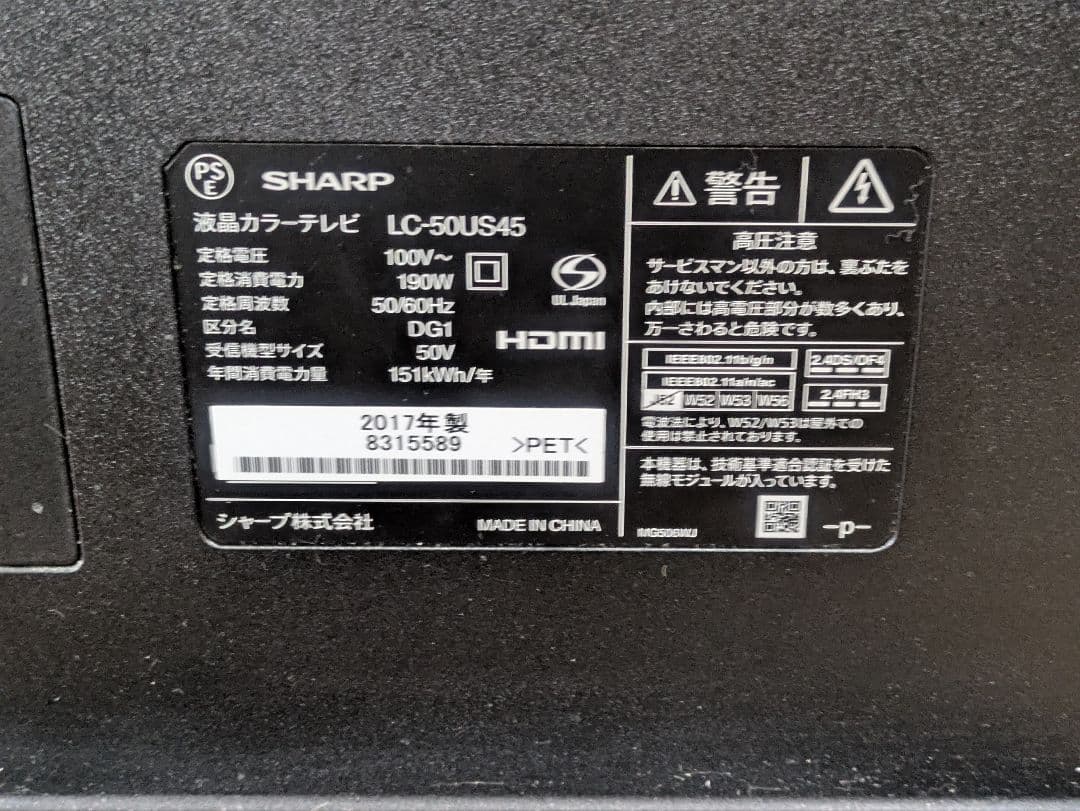 PS
E
SHARP
液晶カラーテレビ LC-50US45
定格電圧 100V～
定格消費電力 190W
定格周波数 50/60Hz
区分名 DG1
受信機型サイズ 50V
年間消費電力量 151kWh/年
UL Japan
HDMI
2017年製
8315589 >PET<
シャープ株式会社 MADE IN CHINA
警告
高圧注意
サービスマン以外の方は、裏ぶたを
あけないでください。
内部には高電圧部分が数多くあり、
万一さわると危険です。
IEEE802.11b/g/n
IEEE802.11a/n/ac
J52 W52 W53 W56
2.4DS/OF4
2.4FH3
電波法により、W52/W53は屋外での
使用は禁止されております。
本機器は、技術基準適合認証を受けた
無線モジュールが入っています。
-p-